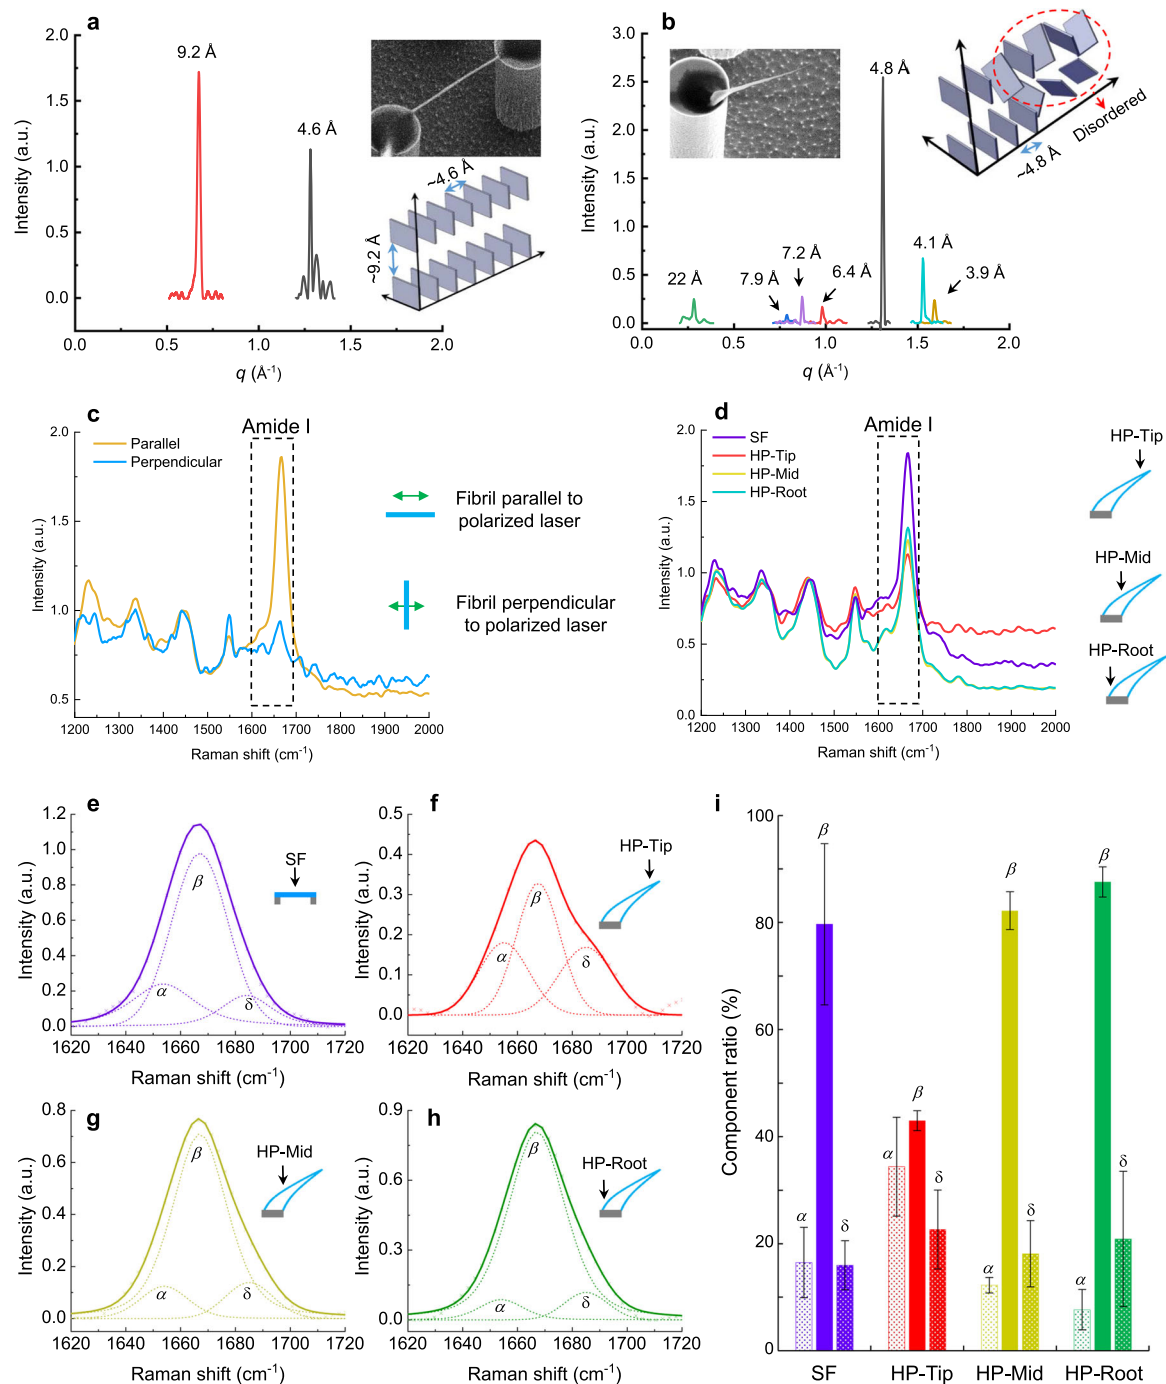 a
9.2 Å
4.6 Å
~4.6 Å
~9.2 Å
Intensity (a.u.)
2.0
1.5
1.0
0.5
0.0
0.0 0.5 1.0 1.5 2.0
q (Å⁻¹)
b
4.8 Å
22 Å
7.9 Å
7.2 Å
6.4 Å
4.1 Å
3.9 Å
Disordered
~4.8 Å
Intensity (a.u.)
3.0
2.5
2.0
1.5
1.0
0.5
0.0
0.0 0.5 1.0 1.5 2.0
q (Å⁻¹)
c
Amide I
Parallel
Perpendicular
Intensity (a.u.)
2.0
1.5
1.0
0.5
1200 1300 1400 1500 1600 1700 1800 1900 2000
Raman shift (cm⁻¹)
Fibril parallel to
polarized laser
Fibril perpendicular
to polarized laser
d
Amide I
SF
HP-Tip
HP-Mid
HP-Root
Intensity (a.u.)
2.0
1.5
1.0
0.5
0.0
1200 1300 1400 1500 1600 1700 1800 1900 2000
Raman shift (cm⁻¹)
HP-Tip
HP-Mid
HP-Root
e
SF
β
α
δ
Intensity (a.u.)
1.2
1.0
0.8
0.6
0.4
0.2
0.0
1620 1640 1660 1680 1700 1720
Raman shift (cm⁻¹)
f
HP-Tip
β
α
δ
Intensity (a.u.)
0.5
0.4
0.3
0.2
0.1
0.0
1620 1640 1660 1680 1700 1720
Raman shift (cm⁻¹)
g
HP-Mid
β
α
δ
Intensity (a.u.)
0.8
0.6
0.4
0.2
0.0
1620 1640 1660 1680 1700 1720
Raman shift (cm⁻¹)
h
HP-Root
β
α
δ
Intensity (a.u.)
0.9
0.6
0.3
0.0
1620 1640 1660 1680 1700 1720
Raman shift (cm⁻¹)
i
Component ratio (%)
100
80
60
40
20
0
α β δ
α β δ
α β δ
α β δ
SF HP-Tip HP-Mid HP-Root